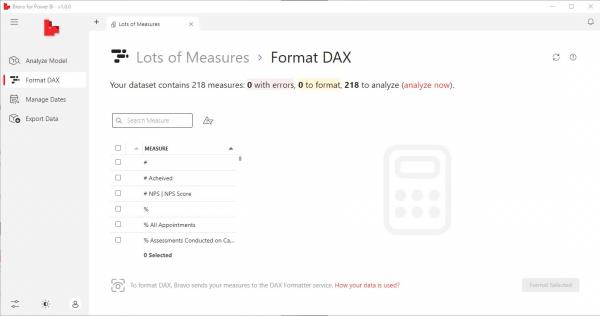 Bravo for Power BI - v1.0.0
Lots of Measures
Analyze Model
Format DAX
Manage Dates
Export Data
Lots of Measures > Format DAX
Your dataset contains 218 measures: 0 with errors, 0 to format, 218 to analyze (analyze now).
Search Measure
MEASURE
#
# Acheived
# NPS | NPS Score
%
% All Appointments
% Assessments Conducted on Ca...
0 Selected
To format DAX, Bravo sends your measures to the DAX Formatter service. How your data is used?
Format Selected